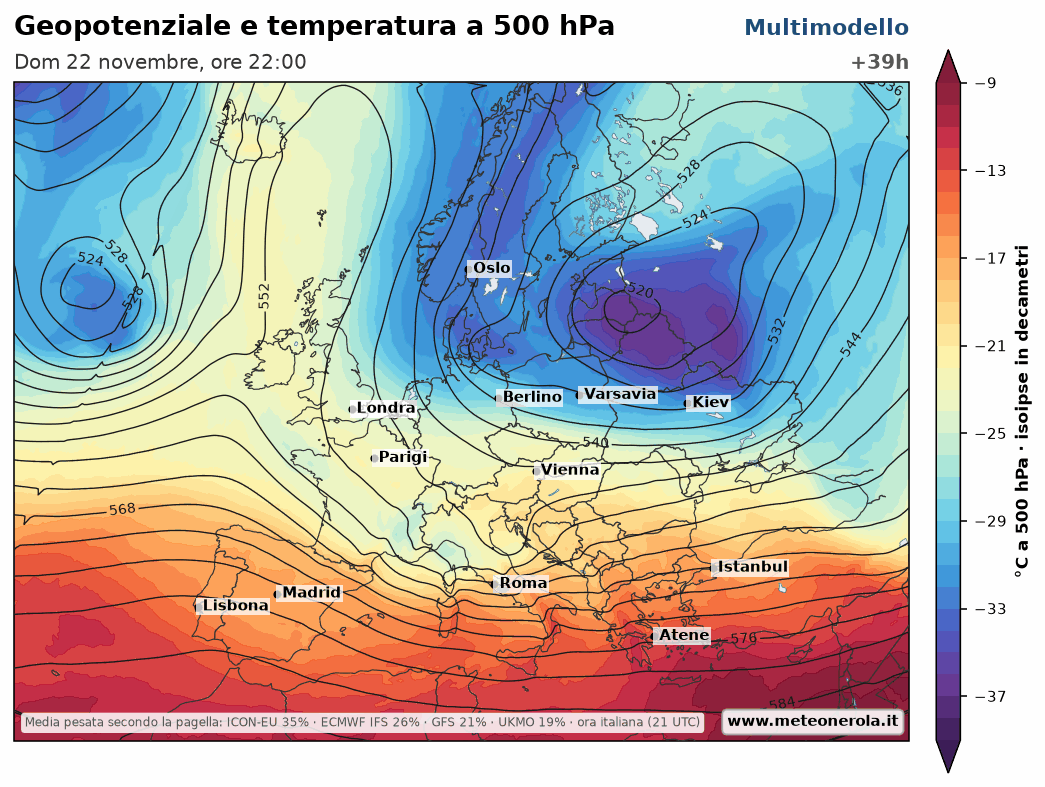 Geopotenziale e temperatura a 500 hPa
Multimodello
Dom 22 novembre, ore 22:00
+39h
536
528
524
528
524
528
520
552
532
544
540
568
576
584
Oslo
Londra
Berlino
Varsavia
Kiev
Parigi
Vienna
Roma
Istanbul
Madrid
Lisbona
Atene
Media pesata secondo la pagella: ICON-EU 35% · ECMWF IFS 26% · GFS 21% · UKMO 19% · ora italiana (21 UTC)
www.meteonerola.it
−9
−13
−17
−21
−25
−29
−33
−37
°C a 500 hPa · isoipse in decametri